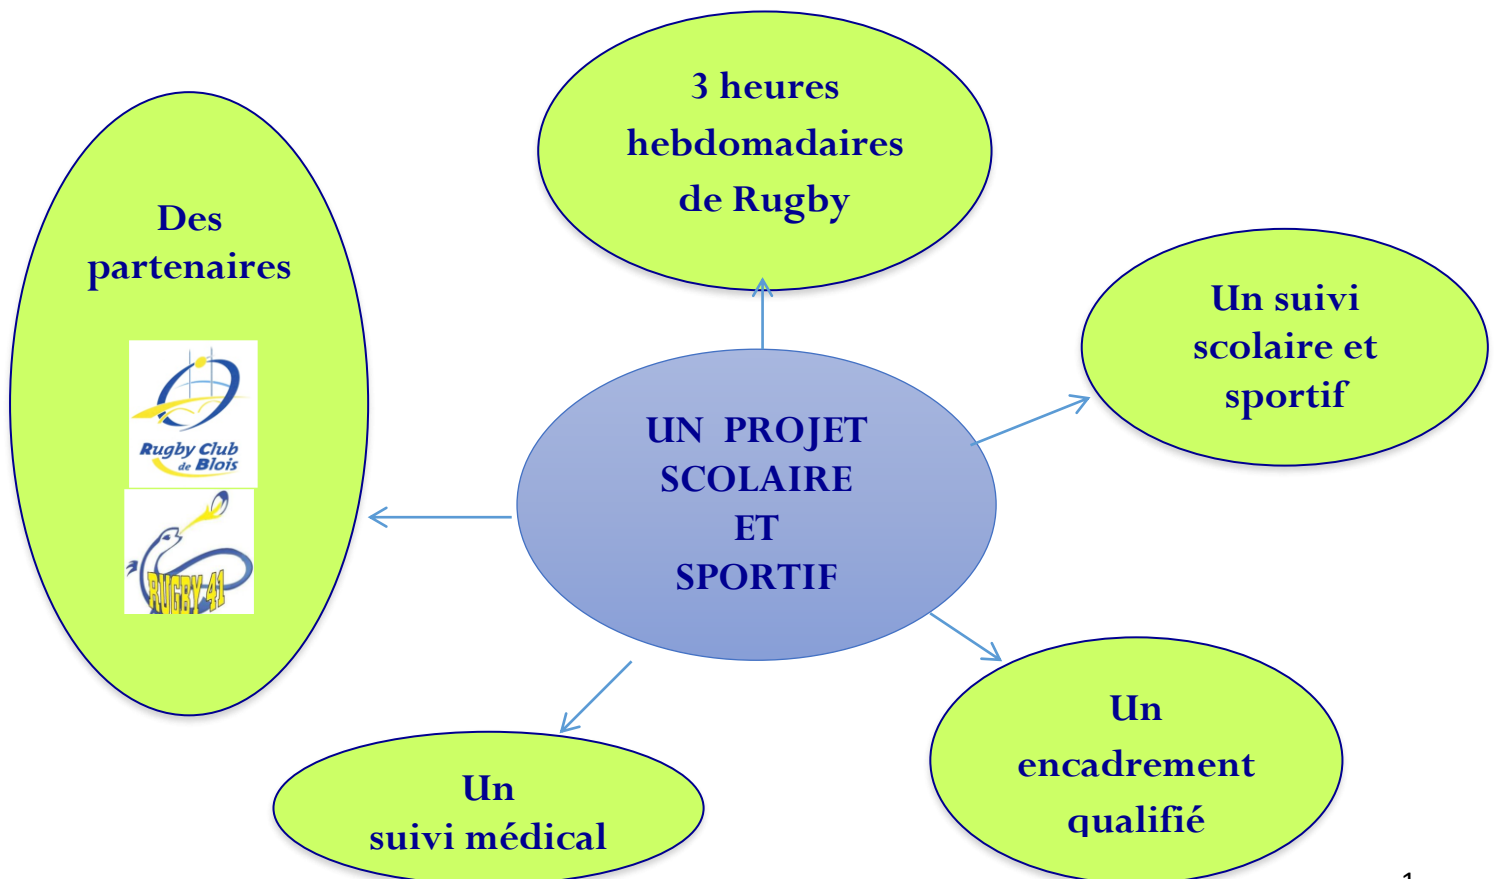 3 heures
hebdomadaires
de Rugby
Des
partenaires
Rugby Club
de Blois
RUGBY 41
Un suivi
scolaire et
sportif
UN PROJET
SCOLAIRE
ET
SPORTIF
Un
encadrement
qualifié
Un
suivi médical
1